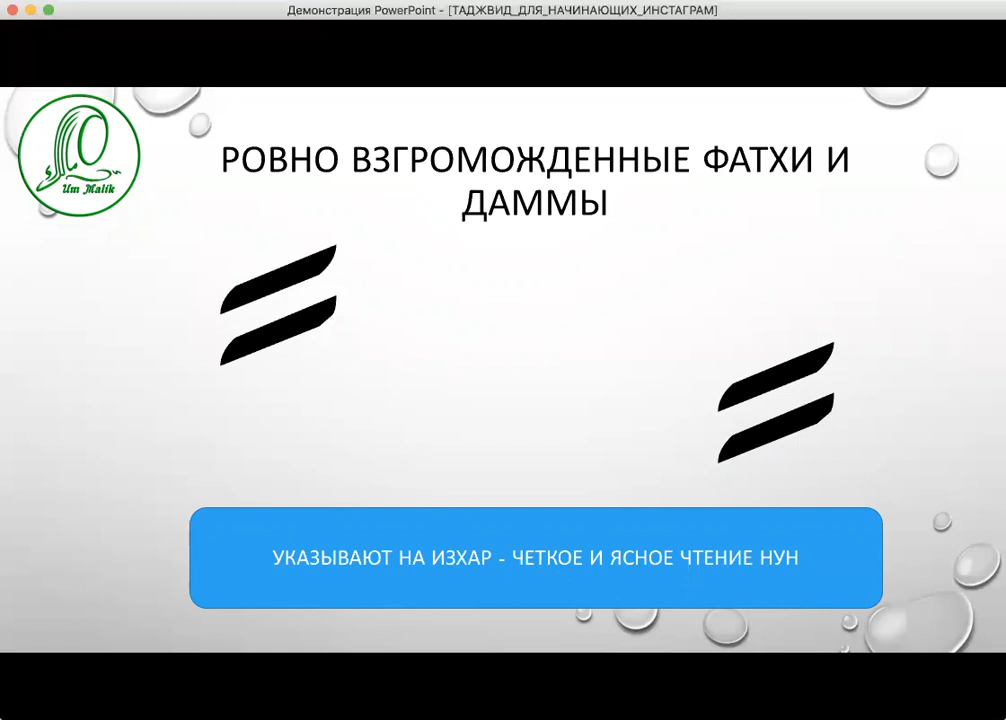 Демонстрация PowerPoint - [ТАДЖВИД_ДЛЯ_НАЧИНАЮЩИХ_ИНСТАГРАМ]
Um Malik
РОВНО ВЗГРОМОЖДЕННЫЕ ФАТХИ И
ДАММЫ
УКАЗЫВАЮТ НА ИЗХАР - ЧЕТКОЕ И ЯСНОЕ ЧТЕНИЕ НУН